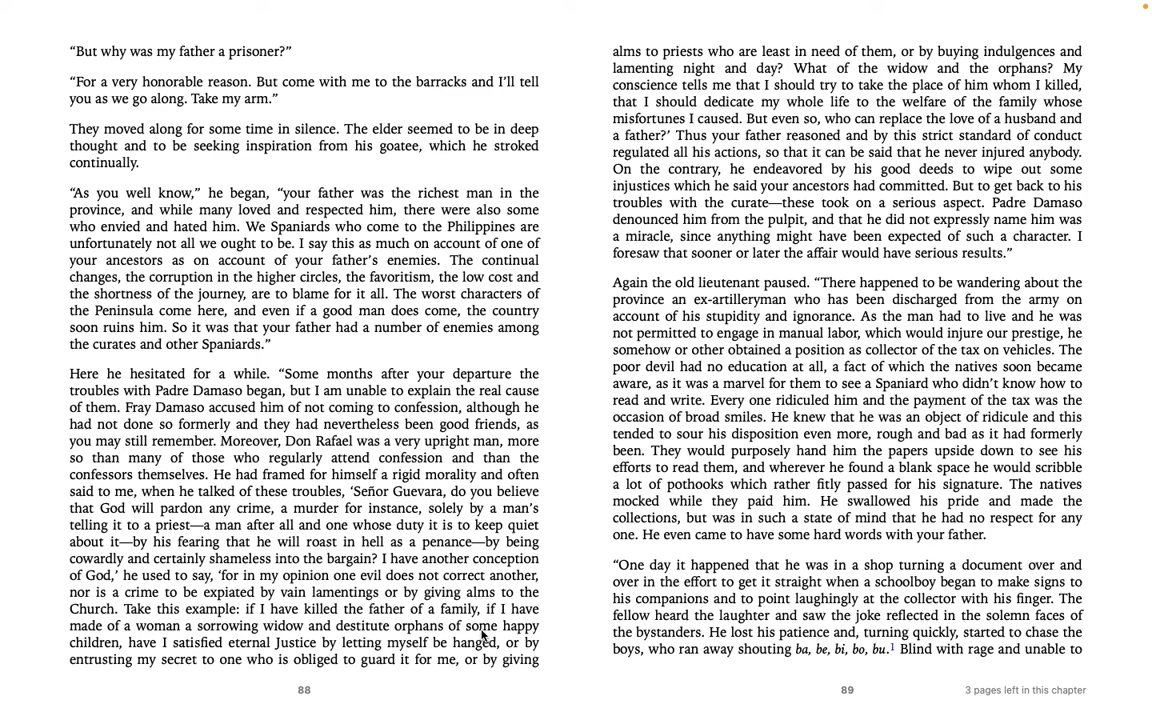 “But why was my father a prisoner?”
“For a very honorable reason. But come with me to the barracks and I’ll tell
you as we go along. Take my arm.”
They moved along for some time in silence. The elder seemed to be in deep
thought and to be seeking inspiration from his goatee, which he stroked
continually.
“As you well know,” he began, “your father was the richest man in the
province, and while many loved and respected him, there were also some
who envied and hated him. We Spaniards who come to the Philippines are
unfortunately not all we ought to be. I say this as much on account of one of
your ancestors as on account of your father’s enemies. The continual
changes, the corruption in the higher circles, the favoritism, the low cost and
the shortness of the journey, are to blame for it all. The worst characters of
the Peninsula come here, and even if a good man does come, the country
soon ruins him. So it was that your father had a number of enemies among
the curates and other Spaniards.”
Here he hesitated for a while. “Some months after your departure the
troubles with Padre Damaso began, but I am unable to explain the real cause
of them. Fray Damaso accused him of not coming to confession, although he
had not done so formerly and they had nevertheless been good friends, as
you may still remember. Moreover, Don Rafael was a very upright man, more
so than many of those who regularly attend confession and than the
confessors themselves. He had framed for himself a rigid morality and often
said to me, when he talked of these troubles, ‘Señor Guevara, do you believe
that God will pardon any crime, a murder for instance, solely by a man’s
telling it to a priest—a man after all and one whose duty it is to keep quiet
about it—by his fearing that he will roast in hell as a penance—by being
cowardly and certainly shameless into the bargain? I have another conception
of God,’ he used to say, ‘for in my opinion one evil does not correct another,
nor is a crime to be expiated by vain lamentings or by giving alms to the
Church. Take this example: if I have killed the father of a family, if I have
made of a woman a sorrowing widow and destitute orphans of some happy
children, have I satisfied eternal Justice by letting myself be hanged, or by
entrusting my secret to one who is obliged to guard it for me, or by giving
88
alms to priests who are least in need of them, or by buying indulgences and
lamenting night and day? What of the widow and the orphans? My
conscience tells me that I should try to take the place of him whom I killed,
that I should dedicate my whole life to the welfare of the family whose
misfortunes I caused. But even so, who can replace the love of a husband and
a father?’ Thus your father reasoned and by this strict standard of conduct
regulated all his actions, so that it can be said that he never injured anybody.
On the contrary, he endeavored by his good deeds to wipe out some
injustices which he said your ancestors had committed. But to get back to his
troubles with the curate—these took on a serious aspect. Padre Damaso
denounced him from the pulpit, and that he did not expressly name him was
a miracle, since anything might have been expected of such a character. I
foresaw that sooner or later the affair would have serious results.”
Again the old lieutenant paused. “There happened to be wandering about the
province an ex-artilleryman who has been discharged from the army on
account of his stupidity and ignorance. As the man had to live and he was
not permitted to engage in manual labor, which would injure our prestige, he
somehow or other obtained a position as collector of the tax on vehicles. The
poor devil had no education at all, a fact of which the natives soon became
aware, as it was a marvel for them to see a Spaniard who didn’t know how to
read and write. Every one ridiculed him and the payment of the tax was the
occasion of broad smiles. He knew that he was an object of ridicule and this
tended to sour his disposition even more, rough and bad as it had formerly
been. They would purposely hand him the papers upside down to see his
efforts to read them, and wherever he found a blank space he would scribble
a lot of pothooks which rather fitly passed for his signature. The natives
mocked while they paid him. He swallowed his pride and made the
collections, but was in such a state of mind that he had no respect for any
one. He even came to have some hard words with your father.
“One day it happened that he was in a shop turning a document over and
over in the effort to get it straight when a schoolboy began to make signs to
his companions and to point laughingly at the collector with his finger. The
fellow heard the laughter and saw the joke reflected in the solemn faces of
the bystanders. He lost his patience and, turning quickly, started to chase the
boys, who ran away shouting ba, be, bi, bo, bu.1 Blind with rage and unable to
89
3 pages left in this chapter